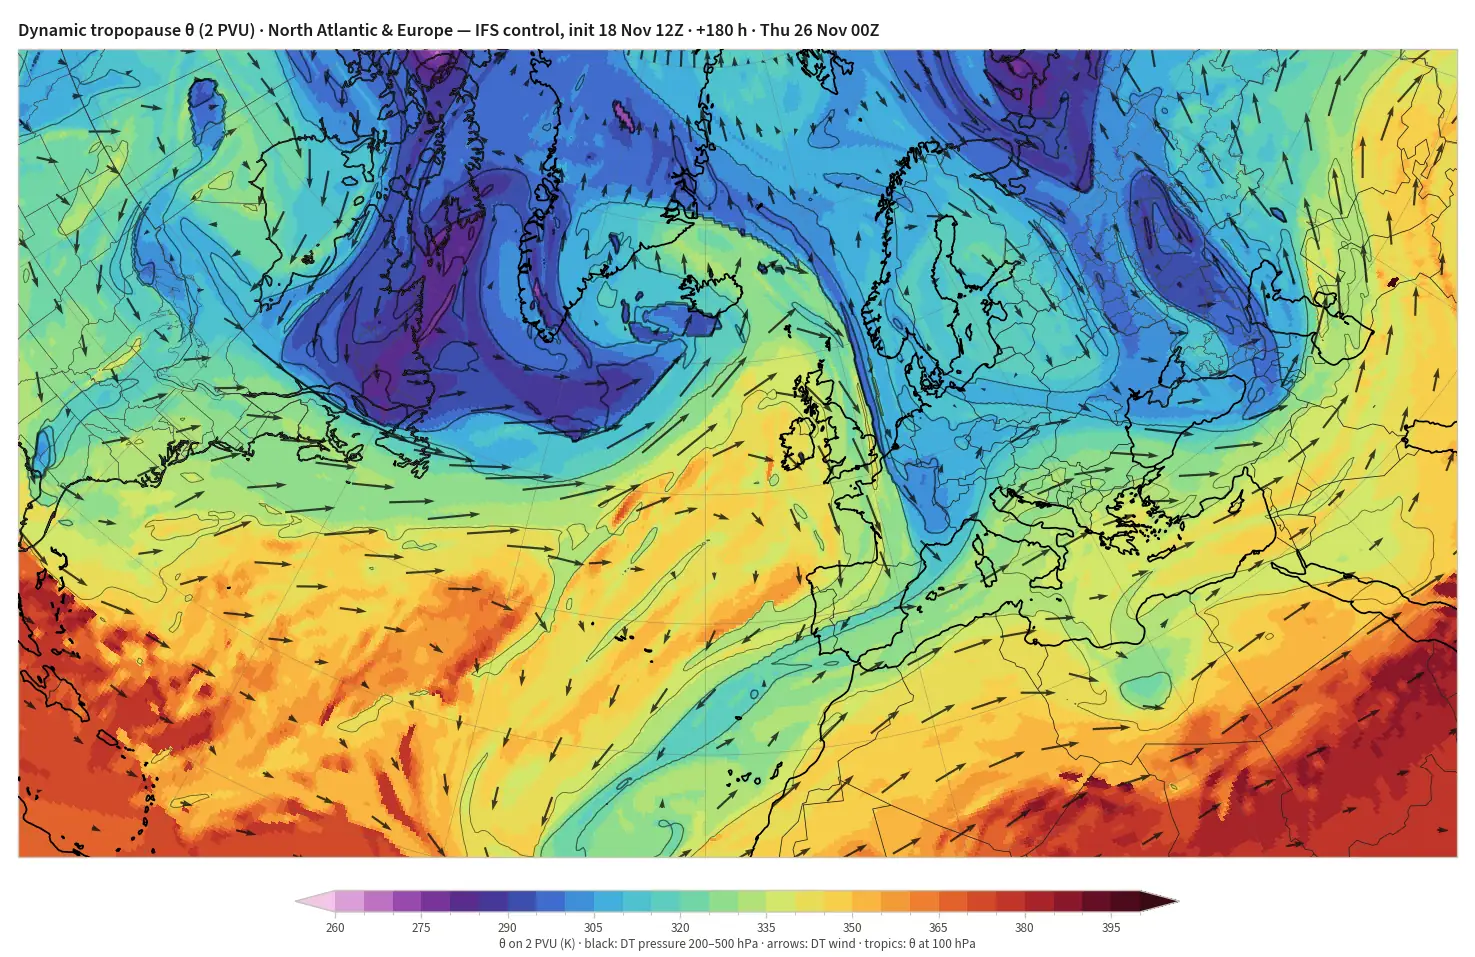 Dynamic tropopause θ (2 PVU) · North Atlantic & Europe — IFS control, init 18 Nov 12Z · +180 h · Thu 26 Nov 00Z
260 275 290 305 320 335 350 365 380 395
θ on 2 PVU (K) · black: DT pressure 200–500 hPa · arrows: DT wind · tropics: θ at 100 hPa